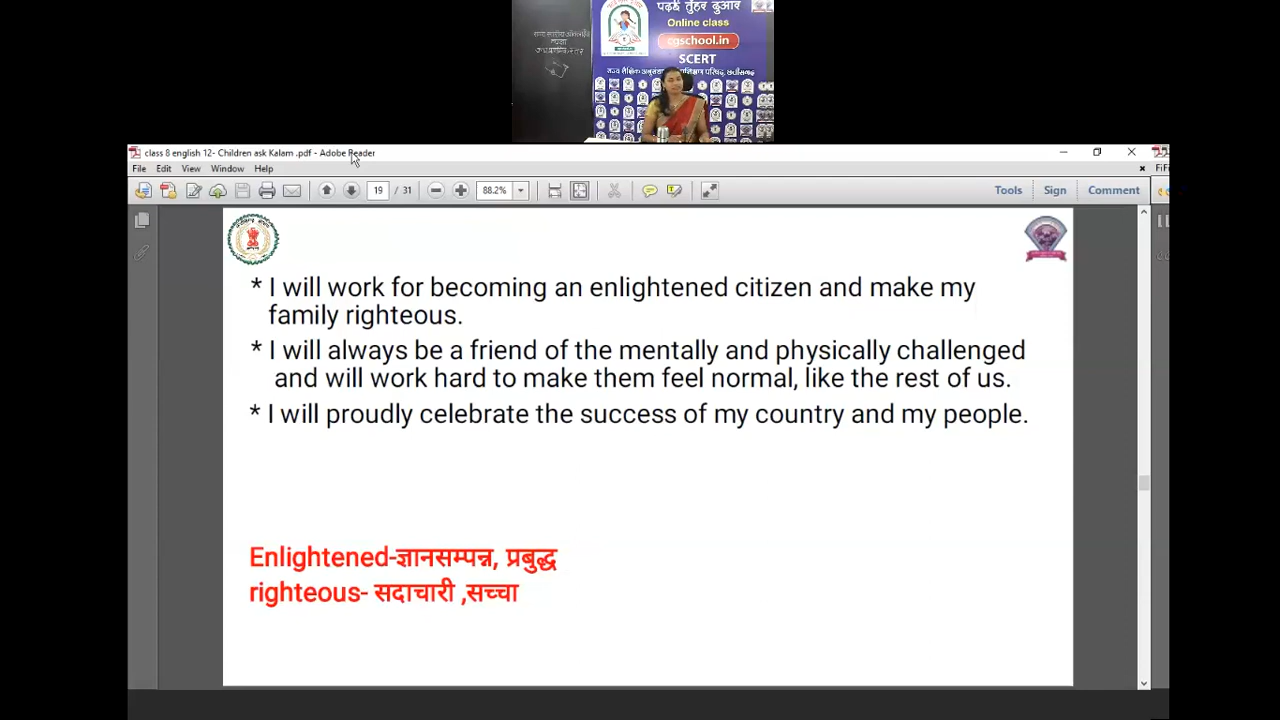 पढ़ई तुंहर दुआर
Online class
cgschool.in
SCERT
class 8 english 12- Children ask Kalam .pdf - Adobe Reader
File Edit View Window Help
19 / 31 88.2% Tools Sign Comment
* I will work for becoming an enlightened citizen and make my
family righteous.
* I will always be a friend of the mentally and physically challenged
and will work hard to make them feel normal, like the rest of us.
* I will proudly celebrate the success of my country and my people.
Enlightened-ज्ञानसम्पन्न, प्रबुद्ध
righteous- सदाचारी ,सच्चा